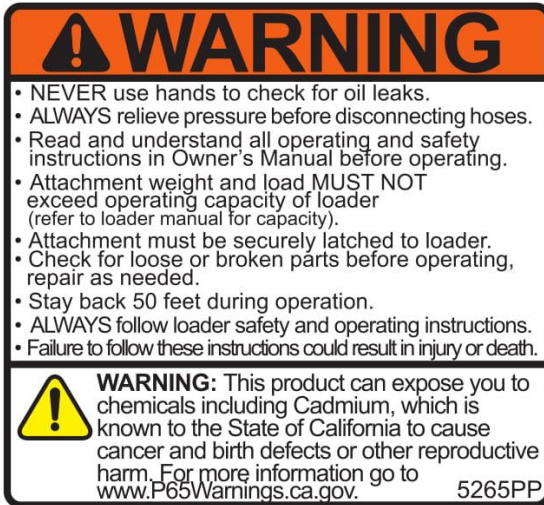 WARNING
• NEVER use hands to check for oil leaks.
• ALWAYS relieve pressure before disconnecting hoses.
• Read and understand all operating and safety
instructions in Owner's Manual before operating.
• Attachment weight and load MUST NOT
exceed operating capacity of loader
(refer to loader manual for capacity).
• Attachment must be securely latched to loader.
• Check for loose or broken parts before operating,
repair as needed.
• Stay back 50 feet during operation.
• ALWAYS follow loader safety and operating instructions.
• Failure to follow these instructions could result in injury or death.
WARNING: This product can expose you to
chemicals including Cadmium, which is
known to the State of California to cause
cancer and birth defects or other reproductive
harm. For more information go to
www.P65Warnings.ca.gov. 5265PP